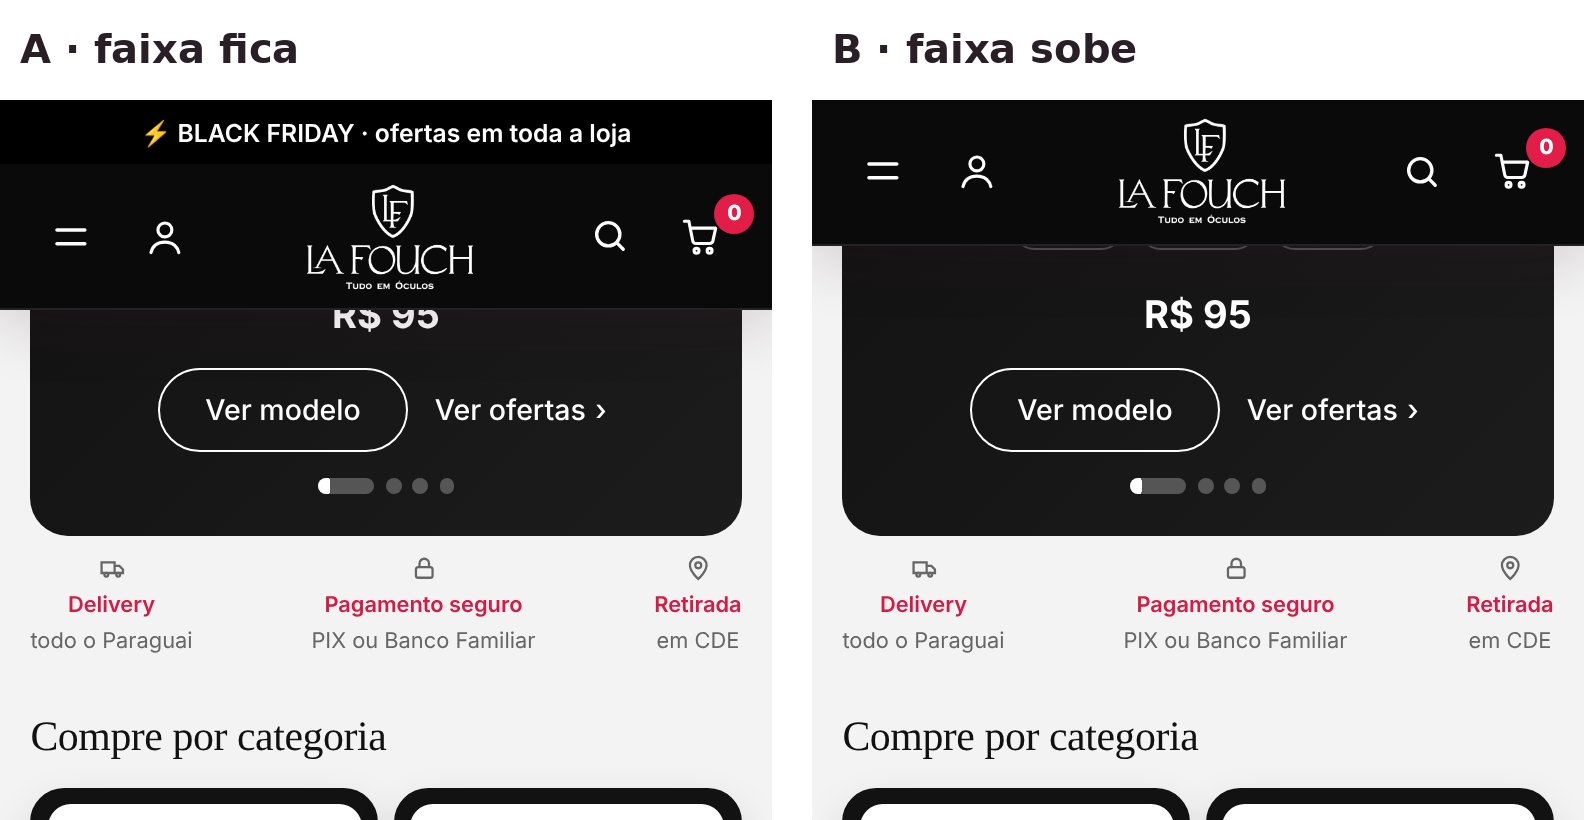 A · faixa fica
⚡ BLACK FRIDAY · ofertas em toda a loja
LF
LA FOUCH
TUDO EM ÓCULOS
0
R$ 95
Ver modelo
Ver ofertas ›
Delivery
todo o Paraguai
Pagamento seguro
PIX ou Banco Familiar
Retirada
em CDE
Compre por categoria
B · faixa sobe
LF
LA FOUCH
TUDO EM ÓCULOS
0
R$ 95
Ver modelo
Ver ofertas ›
Delivery
todo o Paraguai
Pagamento seguro
PIX ou Banco Familiar
Retirada
em CDE
Compre por categoria